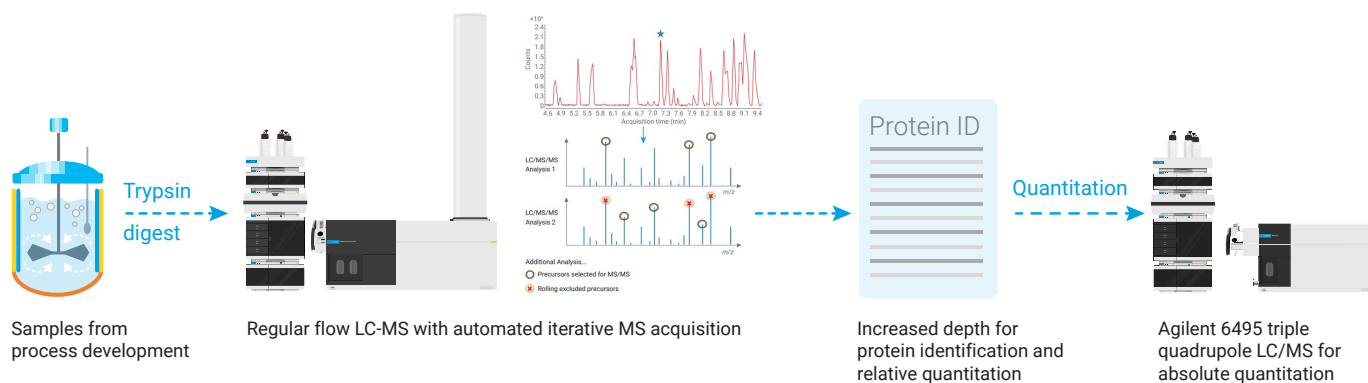 Trypsin
digest
Samples from
process development
×10⁶
2.4
2.1
1.8
1.5
1.2
0.9
0.6
0.3
0
Counts
4.6 4.9 5.2 5.5 5.8 6.1 6.4 6.7 7.0 7.3 7.6 7.9 8.2 8.5 8.8 9.1 9.4
Acquisition time (min)
LC/MS/MS
Analysis 1
m/z
LC/MS/MS
Analysis 2
m/z
Additional Analysis...
Precursors selected for MS/MS
Rolling excluded precursors
Regular flow LC-MS with automated iterative MS acquisition
Protein ID
Increased depth for
protein identification and
relative quantitation
Quantitation
Agilent 6495 triple
quadrupole LC/MS for
absolute quantitation